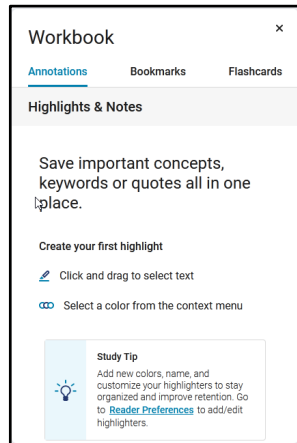 Workbook
Annotations Bookmarks Flashcards
Highlights & Notes
Save important concepts,
keywords or quotes all in one
place.
Create your first highlight
Click and drag to select text
Select a color from the context menu
Study Tip
Add new colors, name, and
customize your highlighters to stay
organized and improve retention. Go
to Reader Preferences to add/edit
highlighters.